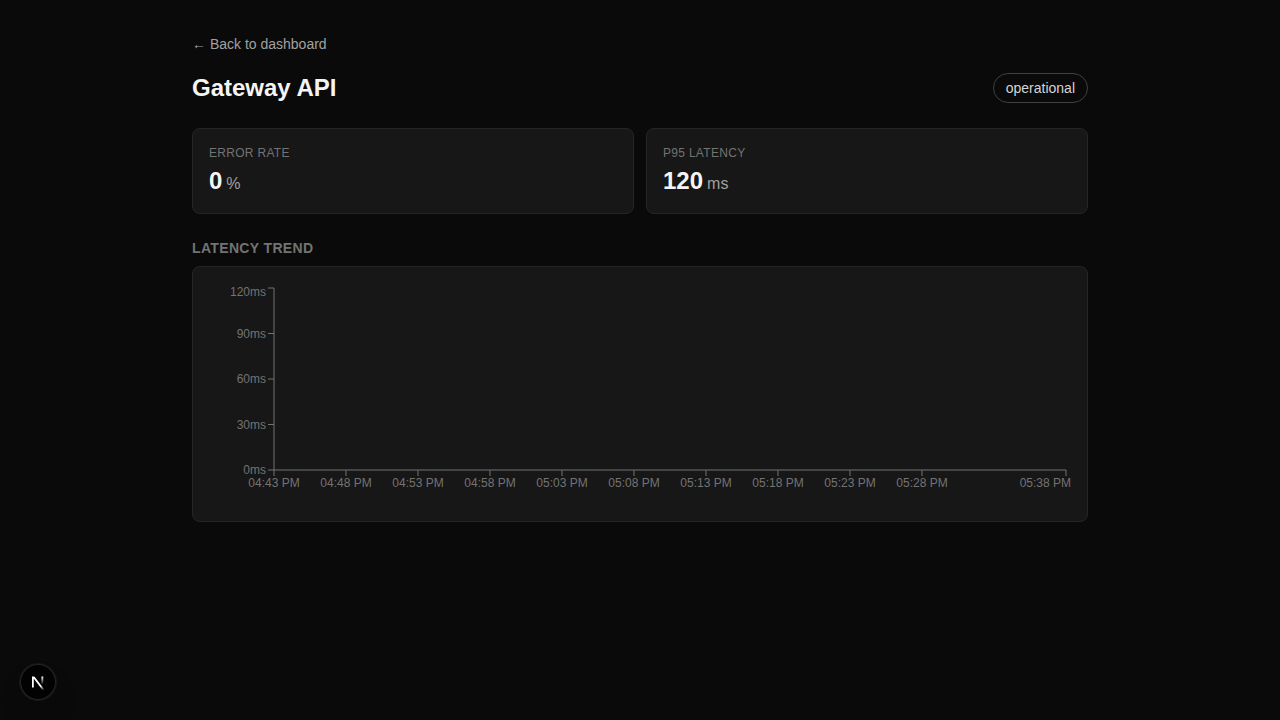 ← Back to dashboard
Gateway API
operational
ERROR RATE
0 %
P95 LATENCY
120 ms
LATENCY TREND
120ms
90ms
60ms
30ms
0ms
04:43 PM 04:48 PM 04:53 PM 04:58 PM 05:03 PM 05:08 PM 05:13 PM 05:18 PM 05:23 PM 05:28 PM 05:38 PM
N